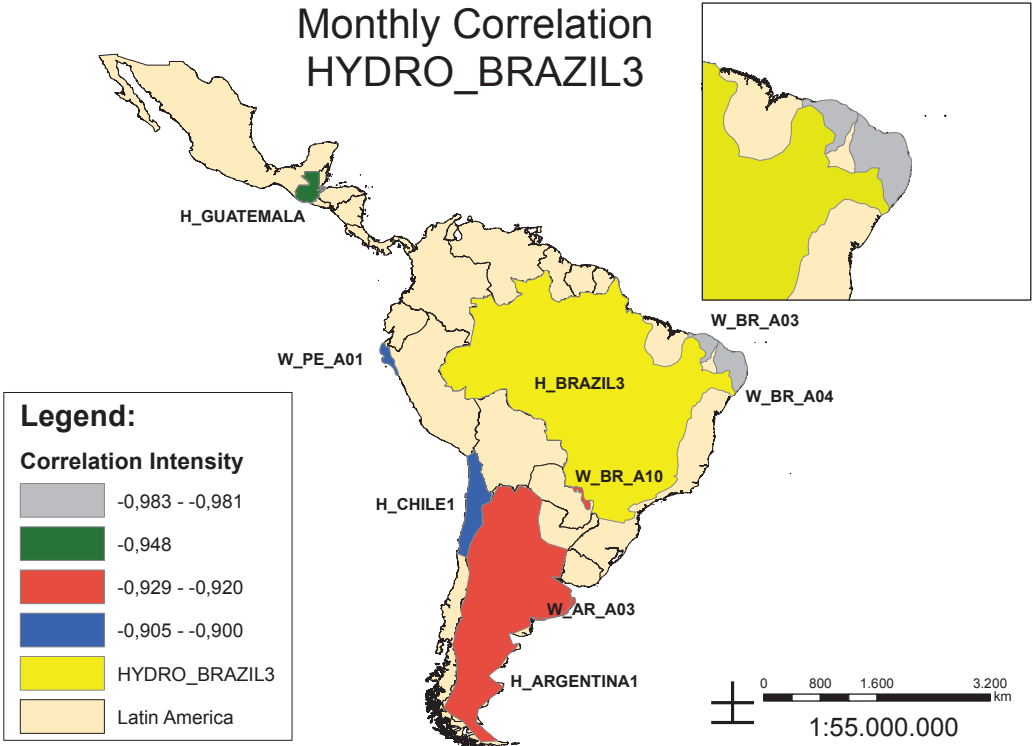 Monthly Correlation
HYDRO_BRAZIL3
H_GUATEMALA
W_BR_A03
W_PE_A01
H_BRAZIL3
W_BR_A04
W_BR_A10
H_CHILE1
W_AR_A03
H_ARGENTINA1
Legend:
Correlation Intensity
-0,983 - -0,981
-0,948
-0,929 - -0,920
-0,905 - -0,900
HYDRO_BRAZIL3
Latin America
0 800 1.600 3.200
km
1:55.000.000